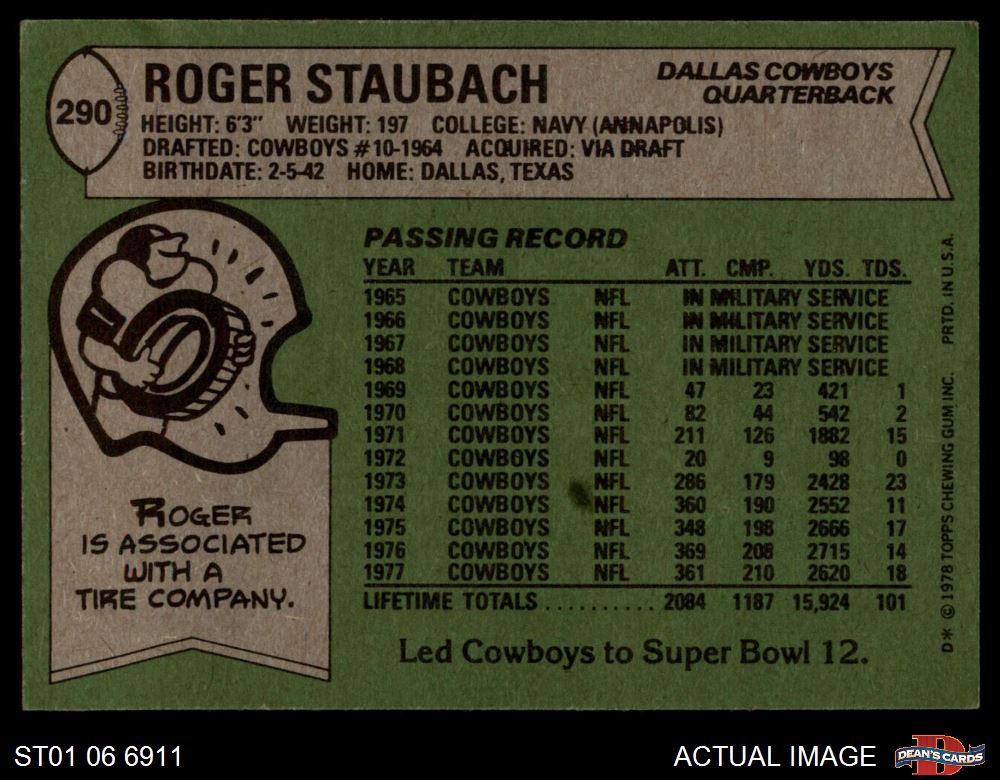 290
ROGER STAUBACH
DALLAS COWBOYS
QUARTERBACK
HEIGHT: 6'3" WEIGHT: 197 COLLEGE: NAVY (ANNAPOLIS)
DRAFTED: COWBOYS #10-1964 ACQUIRED: VIA DRAFT
BIRTHDATE: 2-5-42 HOME: DALLAS, TEXAS
PASSING RECORD
YEAR TEAM ATT. CMP. YDS. TDS.
1965 COWBOYS NFL IN MILITARY SERVICE
1966 COWBOYS NFL IN MILITARY SERVICE
1967 COWBOYS NFL IN MILITARY SERVICE
1968 COWBOYS NFL IN MILITARY SERVICE
1969 COWBOYS NFL 47 23 421 1
1970 COWBOYS NFL 82 44 542 2
1971 COWBOYS NFL 211 126 1882 15
1972 COWBOYS NFL 20 9 98 0
1973 COWBOYS NFL 286 179 2428 23
1974 COWBOYS NFL 360 190 2552 11
1975 COWBOYS NFL 348 198 2666 17
1976 COWBOYS NFL 369 208 2715 14
1977 COWBOYS NFL 361 210 2620 18
LIFETIME TOTALS.......... 2084 1187 15,924 101
Led Cowboys to Super Bowl 12.
ROGER
IS ASSOCIATED
WITH A
TIRE COMPANY.
D* © 1978 TOPPS CHEWING GUM INC. PRTD. IN U.S.A.
ST01 06 6911
ACTUAL IMAGE
D
DEAN'S CARDS